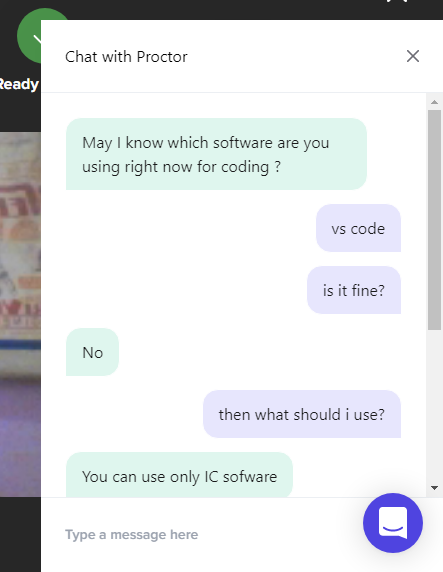 Chat with Proctor
Ready
May I know which software are you
using right now for coding ?
vs code
is it fine?
No
then what should i use?
You can use only IC sofware
Type a message here